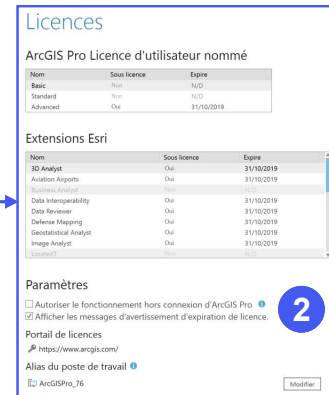 Licences
ArcGIS Pro Licence d'utilisateur nommé
Nom Sous licence Expire
Basic Non N/D
Standard Non N/D
Advanced Oui 31/10/2019
Extensions Esri
Nom Sous licence Expire
3D Analyst Oui 31/10/2019
Aviation Airports Oui 31/10/2019
Business Analyst Non N/D
Data Interoperability Oui 31/10/2019
Data Reviewer Oui 31/10/2019
Defense Mapping Oui 31/10/2019
Geostatistical Analyst Oui 31/10/2019
Image Analyst Oui 31/10/2019
LocateXT Non N/D
Paramètres
Autoriser le fonctionnement hors connexion d'ArcGIS Pro
Afficher les messages d'avertissement d'expiration de licence.
2
Portail de licences
https://www.arcgis.com/
Alias du poste de travail
ArcGISPro_76 Modifier